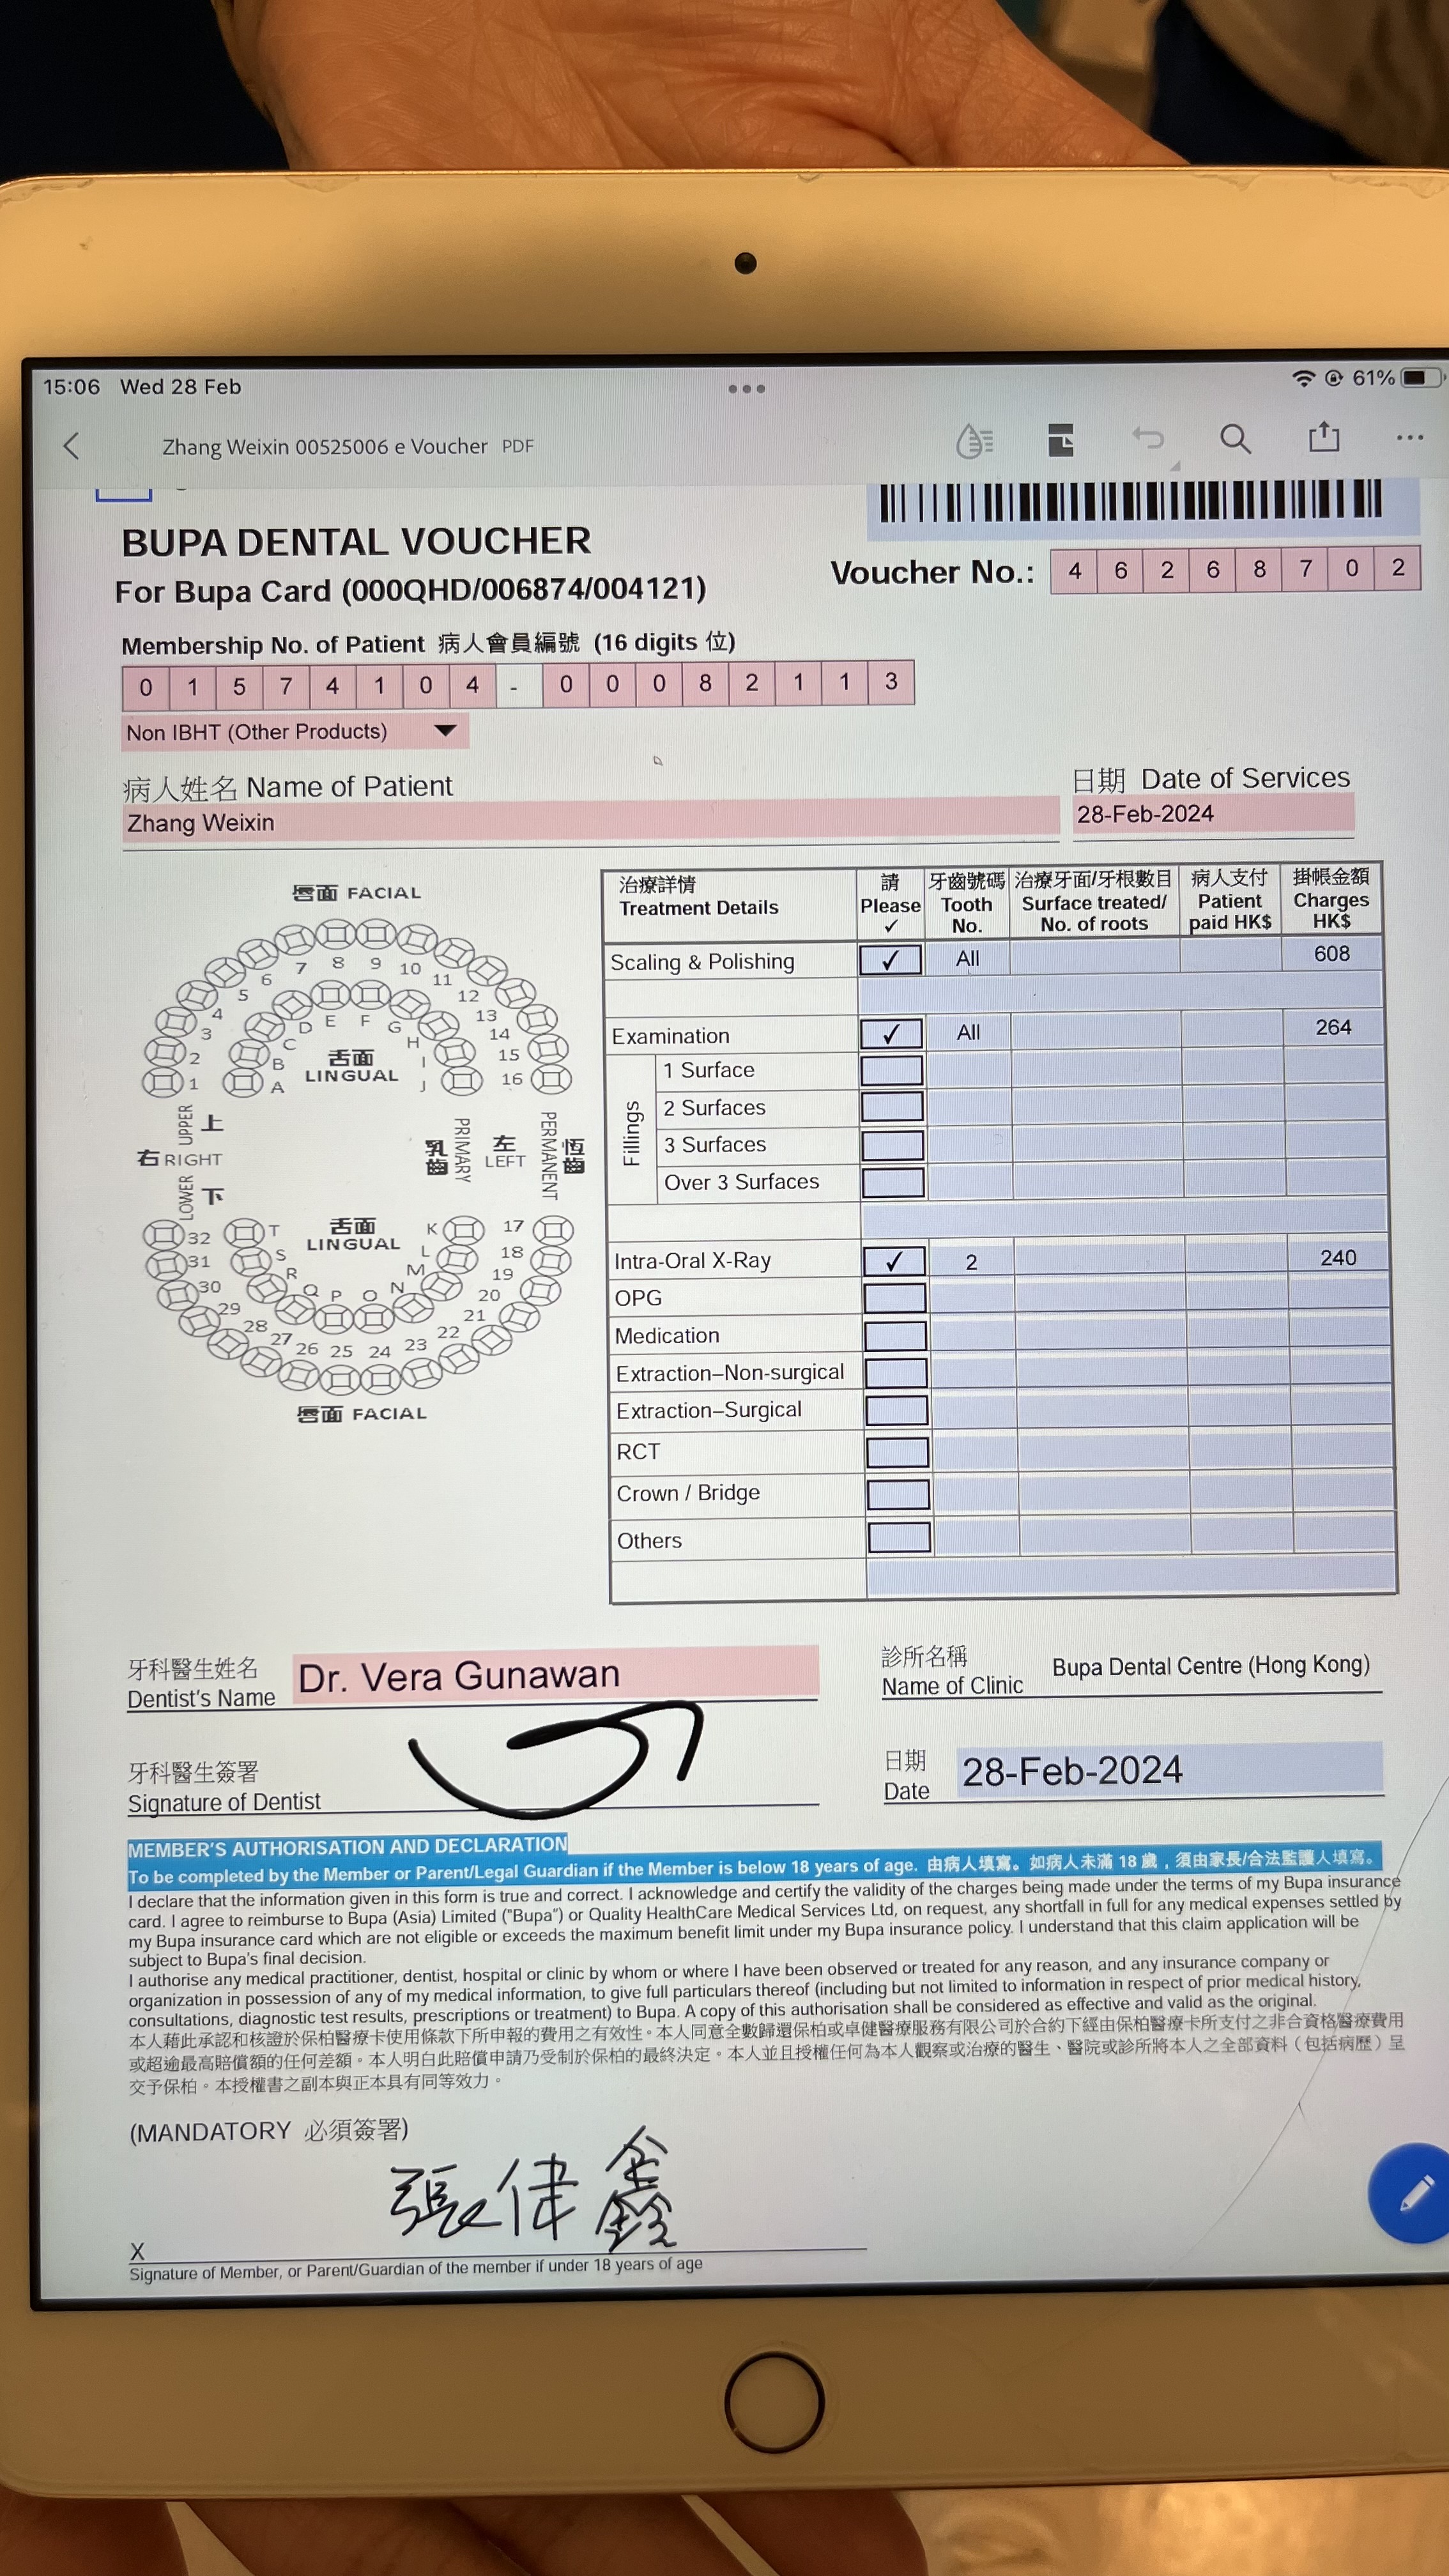 15:06 Wed 28 Feb 61%
Zhang Weixin 00525006 e Voucher PDF
BUPA DENTAL VOUCHER
For Bupa Card (000QHD/006874/004121)
Voucher No.: 4 6 2 6 8 7 0 2
Membership No. of Patient 病人會員編號 (16 digits 位)
0 1 5 7 4 1 0 4 - 0 0 0 8 2 1 1 3
Non IBHT (Other Products)
病人姓名 Name of Patient
日期 Date of Services
Zhang Weixin
28-Feb-2024
唇面 FACIAL
1 2 3 4 5 6 7 8 9 10 11 12 13 14 15 16
A B C D E F G H I J
舌面
LINGUAL
UPPER 上
右 RIGHT
LOWER 下
乳齒 PRIMARY
左
LEFT
PERMANENT 恆齒
舌面
LINGUAL
T S R Q P O N M L K
32 31 30 29 28 27 26 25 24 23 22 21 20 19 18 17
唇面 FACIAL
治療詳情 請 牙齒號碼 治療牙面/牙根數目 病人支付 掛帳金額
Treatment Details Please Tooth Surface treated/ Patient Charges
✓ No. No. of roots paid HK$ HK$
Scaling & Polishing ✓ All 608
Examination ✓ All 264
Fillings
1 Surface
2 Surfaces
3 Surfaces
Over 3 Surfaces
Intra-Oral X-Ray ✓ 2 240
OPG
Medication
Extraction–Non-surgical
Extraction–Surgical
RCT
Crown / Bridge
Others
牙科醫生姓名
Dentist's Name Dr. Vera Gunawan
診所名稱
Name of Clinic Bupa Dental Centre (Hong Kong)
牙科醫生簽署
Signature of Dentist
日期
Date 28-Feb-2024
MEMBER'S AUTHORISATION AND DECLARATION
To be completed by the Member or Parent/Legal Guardian if the Member is below 18 years of age. 由病人填寫。如病人未滿 18 歲，須由家長/合法監護人填寫。
I declare that the information given in this form is true and correct. I acknowledge and certify the validity of the charges being made under the terms of my Bupa insurance
card. I agree to reimburse to Bupa (Asia) Limited ("Bupa") or Quality HealthCare Medical Services Ltd, on request, any shortfall in full for any medical expenses settled by
my Bupa insurance card which are not eligible or exceeds the maximum benefit limit under my Bupa insurance policy. I understand that this claim application will be
subject to Bupa's final decision.
I authorise any medical practitioner, dentist, hospital or clinic by whom or where I have been observed or treated for any reason, and any insurance company or
organization in possession of any of my medical information, to give full particulars thereof (including but not limited to information in respect of prior medical history,
consultations, diagnostic test results, prescriptions or treatment) to Bupa. A copy of this authorisation shall be considered as effective and valid as the original.
本人藉此承認和核證於保柏醫療卡使用條款下所申報的費用之有效性。本人同意全數歸還保柏或卓健醫療服務有限公司於合約下經由保柏醫療卡所支付之非合資格醫療費用
或超逾最高賠償額的任何差額。本人明白此賠償申請乃受制於保柏的最終決定。本人並且授權任何為本人觀察或治療的醫生、醫院或診所將本人之全部資料（包括病歷）呈
交予保柏。本授權書之副本與正本具有同等效力。
(MANDATORY 必須簽署)
張偉鑫
X
Signature of Member, or Parent/Guardian of the member if under 18 years of age